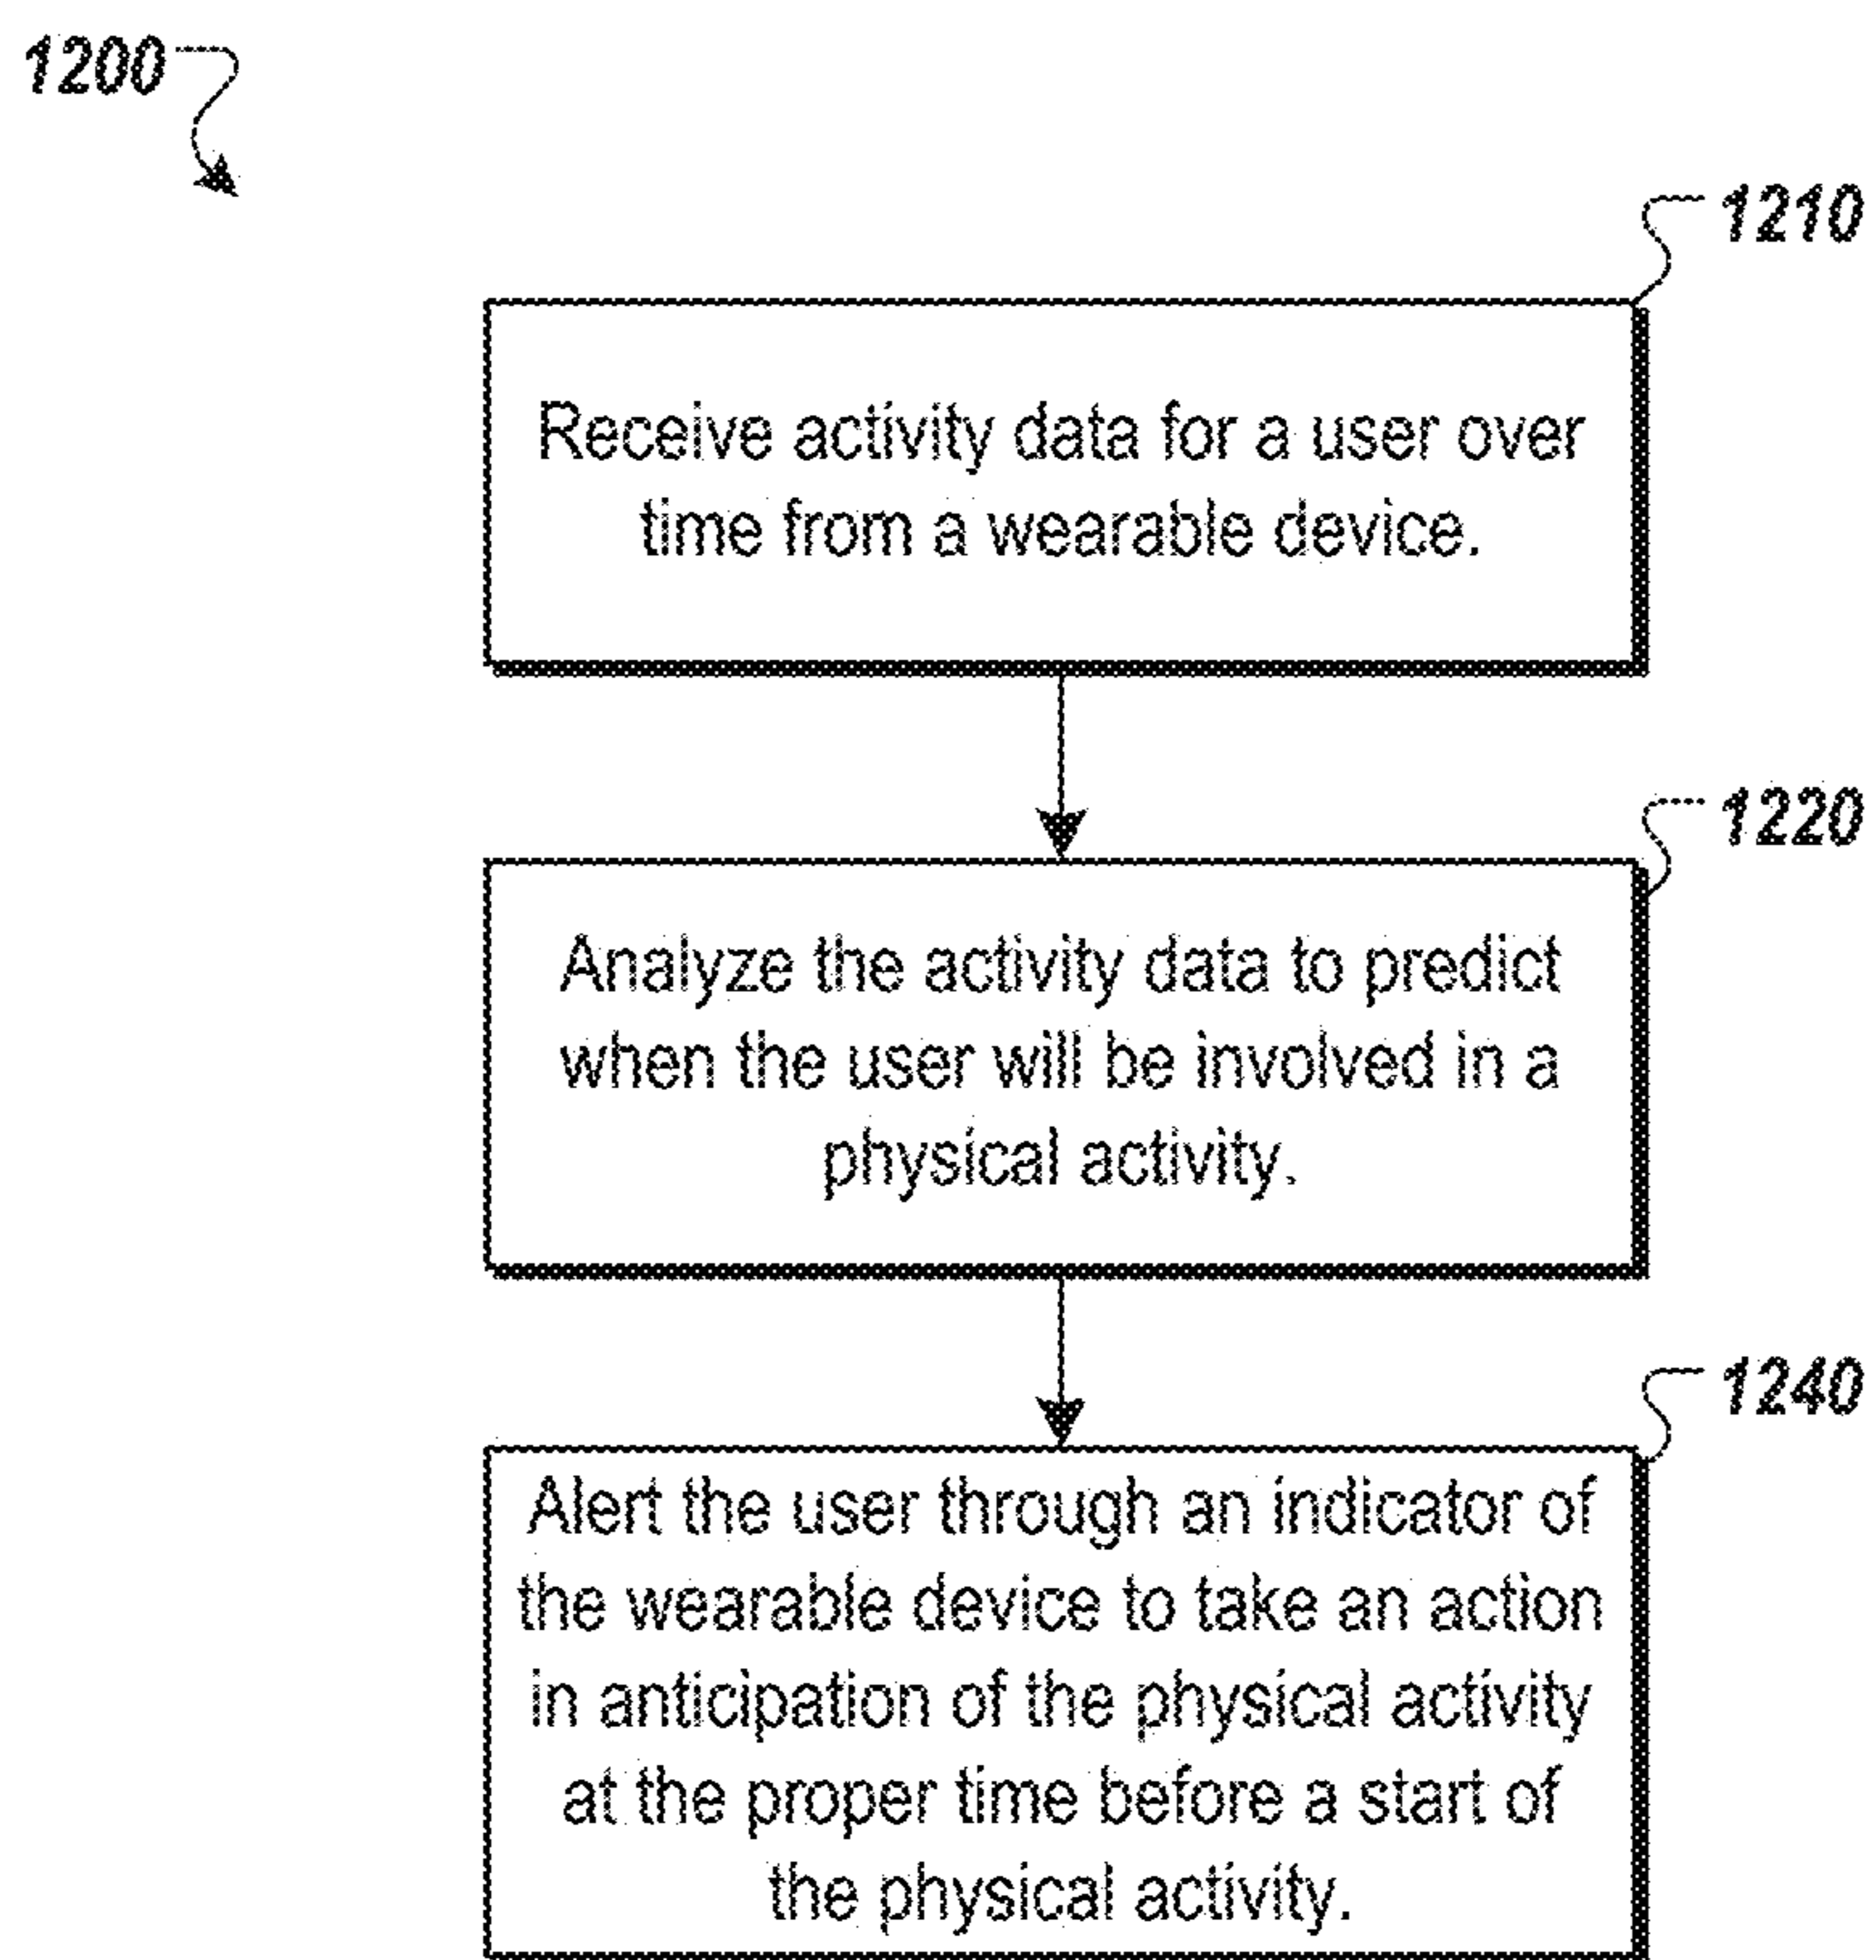 1200
1210
Receive activity data for a user over
time from a wearable device.
1220
Analyze the activity data to predict
when the user will be involved in a
physical activity.
1240
Alert the user through an indicator of
the wearable device to take an action
in anticipation of the physical activity
at the proper time before a start of
the physical activity.